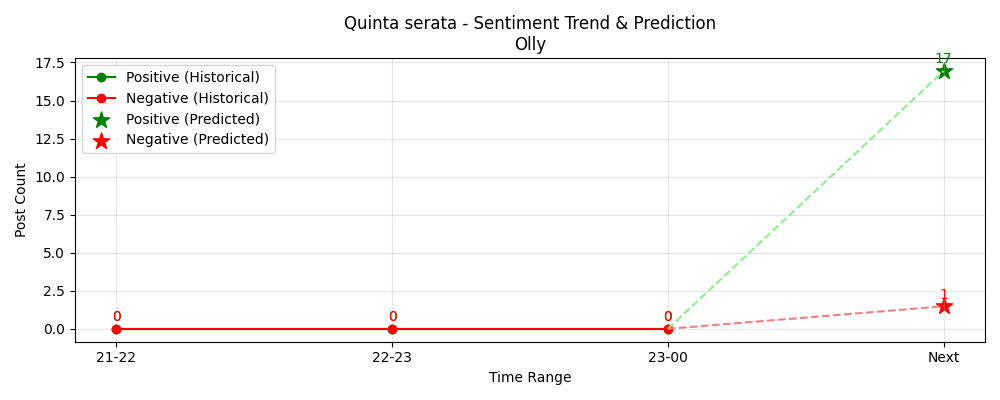 Quinta serata - Sentiment Trend & Prediction
Olly
Positive (Historical)
Negative (Historical)
Positive (Predicted)
Negative (Predicted)
Post Count
17.5
15.0
12.5
10.0
7.5
5.0
2.5
0.0
0
0
0
17
1
21-22
22-23
23-00
Next
Time Range